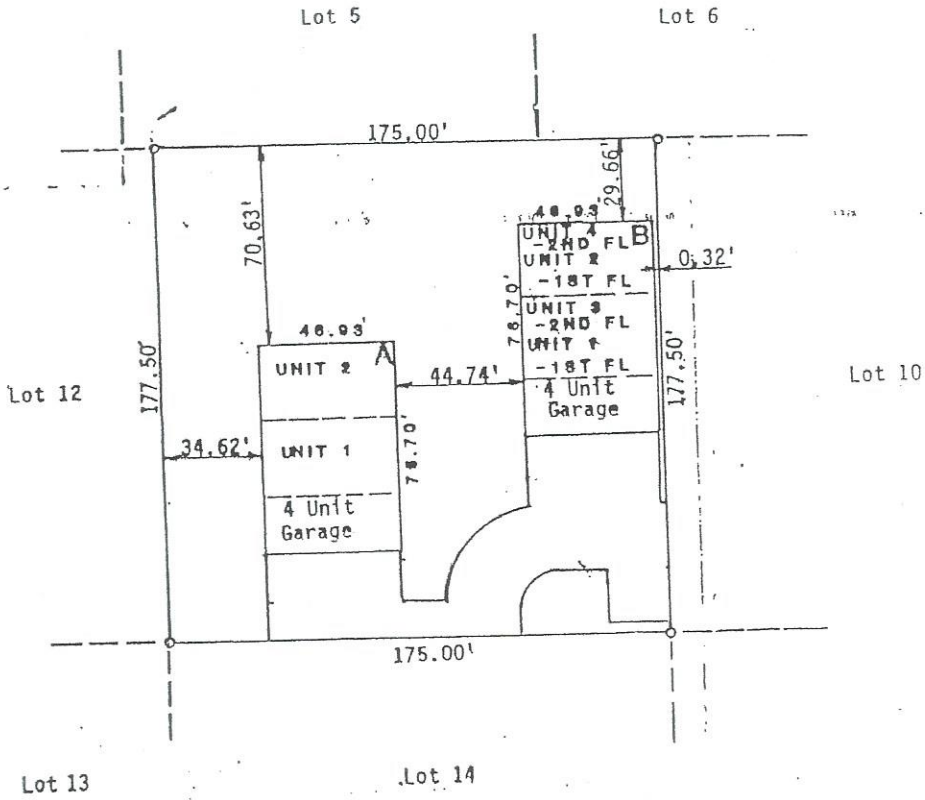 Lot 5
Lot 6
175.00'
70.63'
29.66'
46.93'
UNIT 4
-2ND FL
B
UNIT 2
-1ST FL
0.32'
UNIT 3
-2ND FL
UNIT 1
-1ST FL
4 Unit
Garage
78.70'
177.50'
Lot 10
46.93'
UNIT 2
A
44.74'
Lot 12
177.50'
34.62'
UNIT 1
78.70'
4 Unit
Garage
175.00'
Lot 13
Lot 14